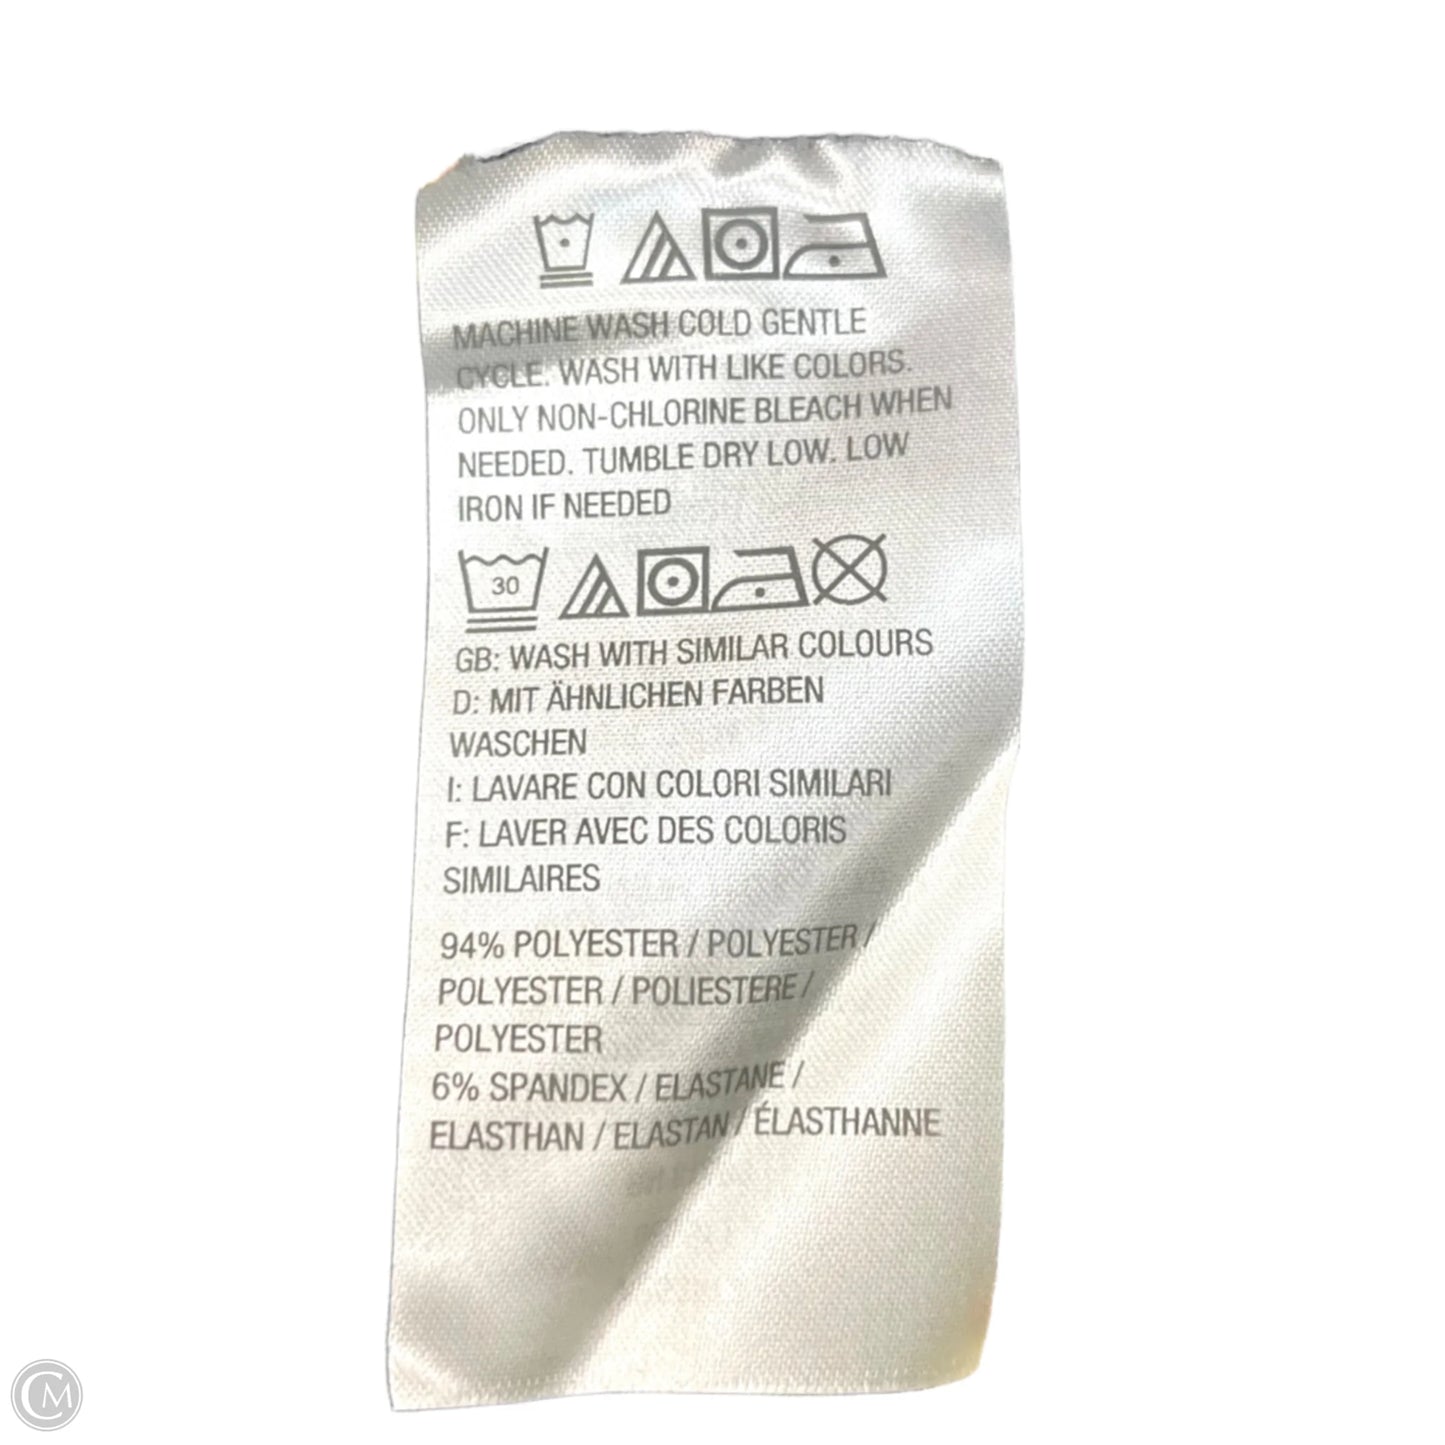 MACHINE WASH COLD GENTLE
CYCLE. WASH WITH LIKE COLORS.
ONLY NON-CHLORINE BLEACH WHEN
NEEDED. TUMBLE DRY LOW. LOW
IRON IF NEEDED
30
GB: WASH WITH SIMILAR COLOURS
D: MIT ÄHNLICHEN FARBEN
WASCHEN
I: LAVARE CON COLORI SIMILARI
F: LAVER AVEC DES COLORIS
SIMILAIRES
94% POLYESTER / POLYESTER /
POLYESTER / POLIESTERE /
POLYESTER
6% SPANDEX / ELASTANE /
ELASTHAN / ELASTAN / ÉLASTHANNE
CM